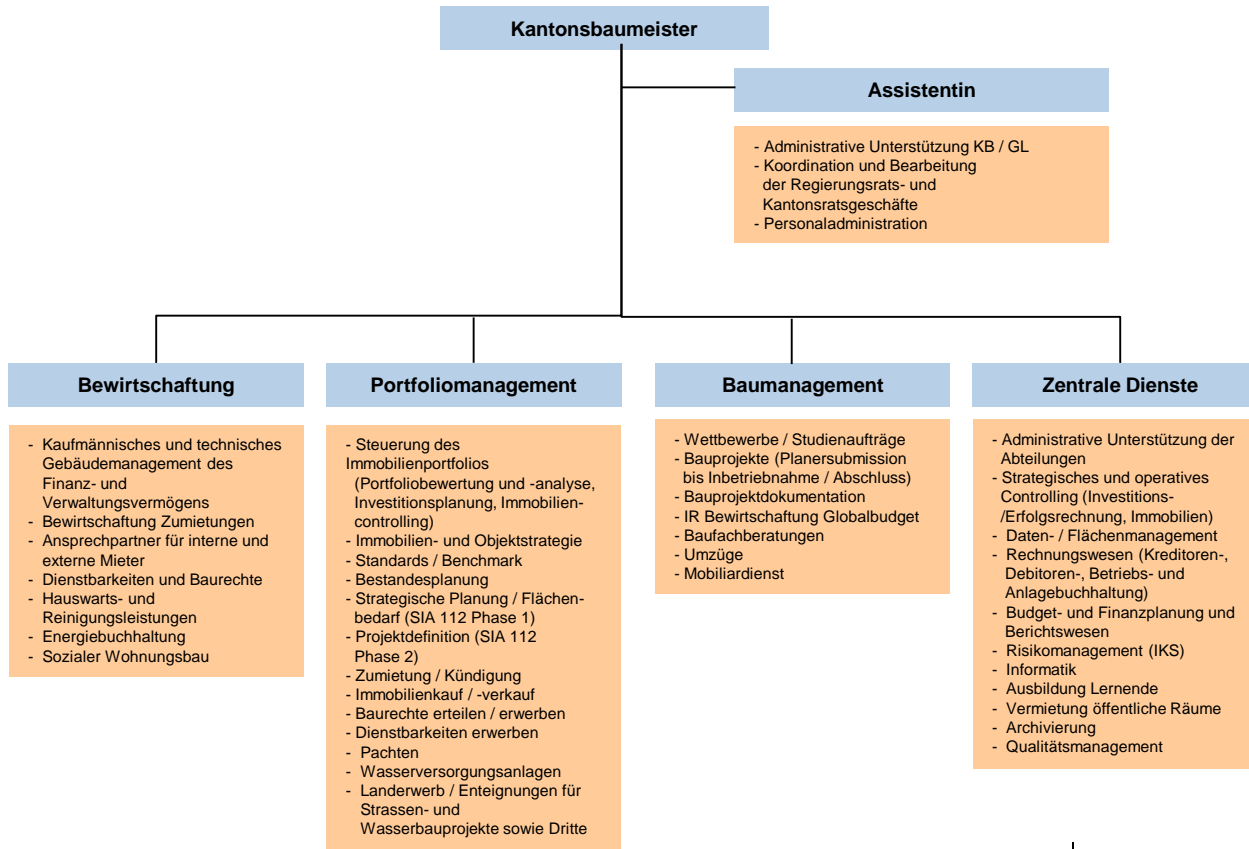 Kantonsbaumeister
Assistentin
- Administrative Unterstützung KB / GL
- Koordination und Bearbeitung
der Regierungsrats- und
Kantonsratsgeschäfte
- Personaladministration
Bewirtschaftung
- Kaufmännisches und technisches
Gebäudemanagement des
Finanz- und
Verwaltungsvermögens
- Bewirtschaftung Zumietungen
- Ansprechpartner für interne und
externe Mieter
- Dienstbarkeiten und Baurechte
- Hauswarts- und
Reinigungsleistungen
- Energiebuchhaltung
- Sozialer Wohnungsbau
Portfoliomanagement
- Steuerung des
Immobilienportfolios
(Portfoliobewertung und -analyse,
Investitionsplanung, Immobilien-
controlling)
- Immobilien- und Objektstrategie
- Standards / Benchmark
- Bestandesplanung
- Strategische Planung / Flächen-
bedarf (SIA 112 Phase 1)
- Projektdefinition (SIA 112
Phase 2)
- Zumietung / Kündigung
- Immobilienkauf / -verkauf
- Baurechte erteilen / erwerben
- Dienstbarkeiten erwerben
- Pachten
- Wasserversorgungsanlagen
- Landerwerb / Enteignungen für
Strassen- und
Wasserbauprojekte sowie Dritte
Baumanagement
- Wettbewerbe / Studienaufträge
- Bauprojekte (Planersubmission
bis Inbetriebnahme / Abschluss)
- Bauprojektdokumentation
- IR Bewirtschaftung Globalbudget
- Baufachberatungen
- Umzüge
- Mobiliardienst
Zentrale Dienste
- Administrative Unterstützung der
Abteilungen
- Strategisches und operatives
Controlling (Investitions-
/Erfolgsrechnung, Immobilien)
- Daten- / Flächenmanagement
- Rechnungswesen (Kreditoren-,
Debitoren-, Betriebs- und
Anlagebuchhaltung)
- Budget- und Finanzplanung und
Berichtswesen
- Risikomanagement (IKS)
- Informatik
- Ausbildung Lernende
- Vermietung öffentliche Räume
- Archivierung
- Qualitätsmanagement